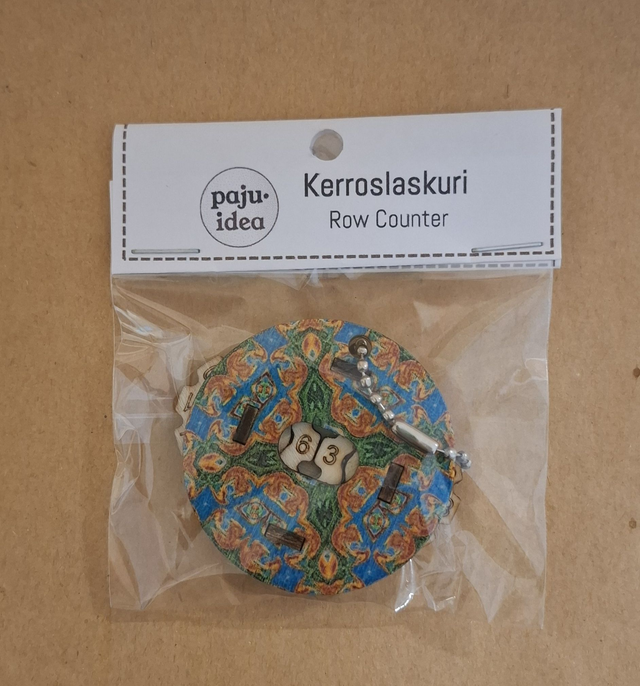 paju.
idea
Kerroslaskuri
Row Counter
63